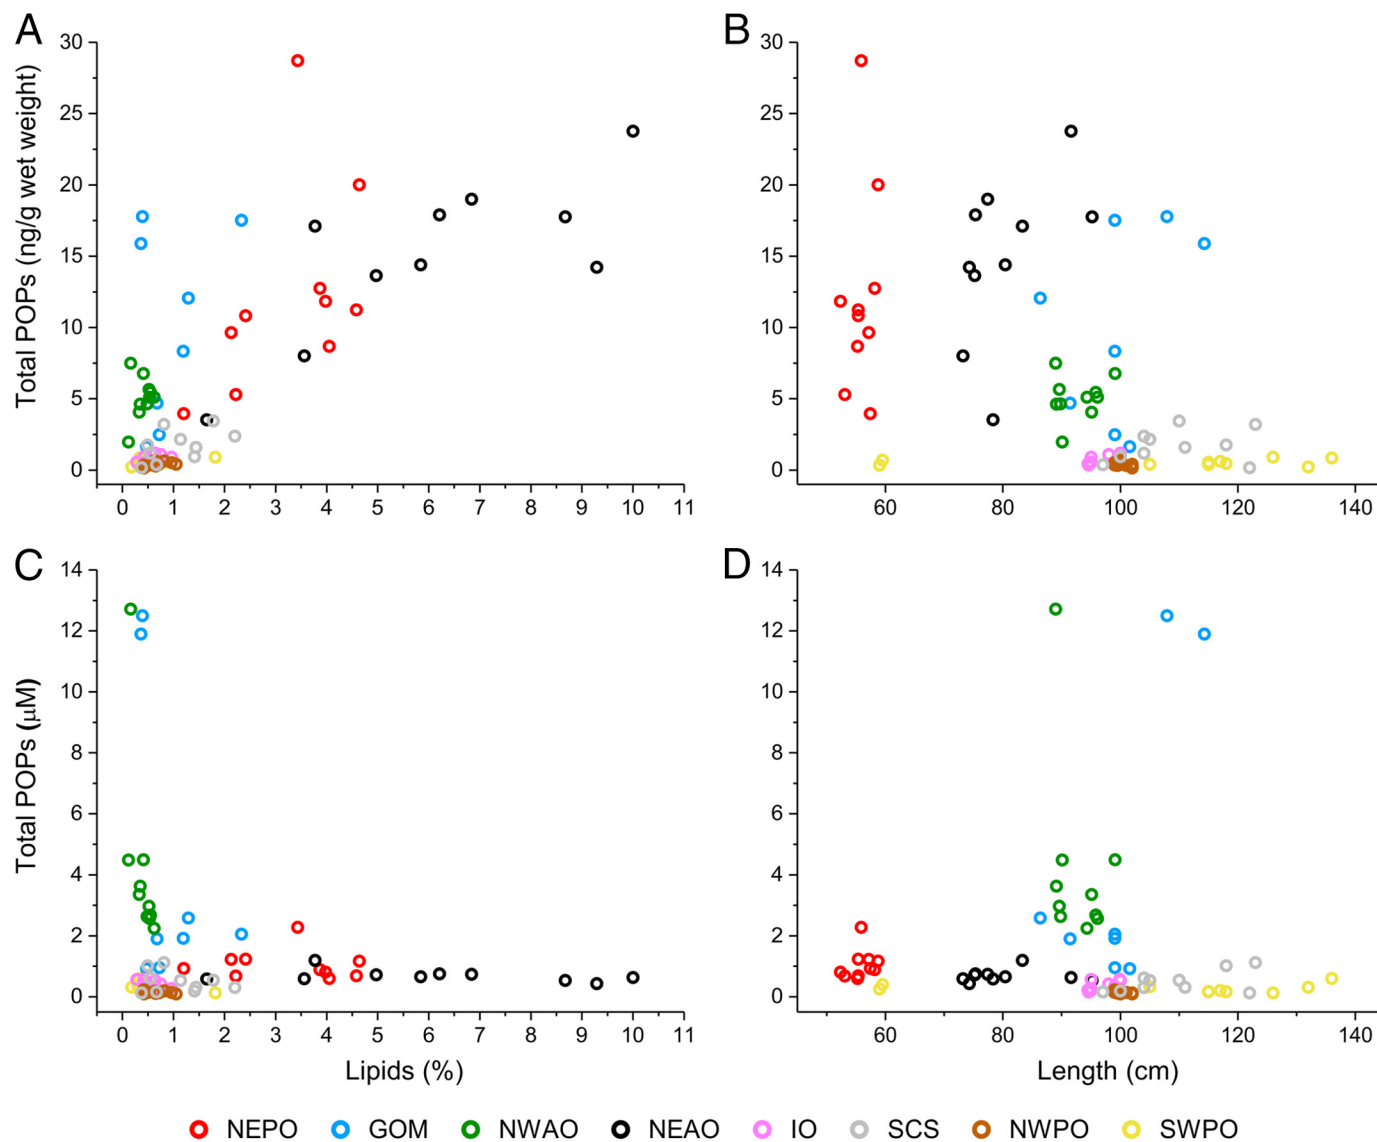 A
B
30
25
20
15
10
5
0
Total POPs (ng/g wet weight)
0 1 2 3 4 5 6 7 8 9 10 11
30
25
20
15
10
5
0
60 80 100 120 140
C
D
14
12
10
8
6
4
2
0
Total POPs (μM)
0 1 2 3 4 5 6 7 8 9 10 11
Lipids (%)
14
12
10
8
6
4
2
0
60 80 100 120 140
Length (cm)
NEPO GOM NWAO NEAO IO SCS NWPO SWPO